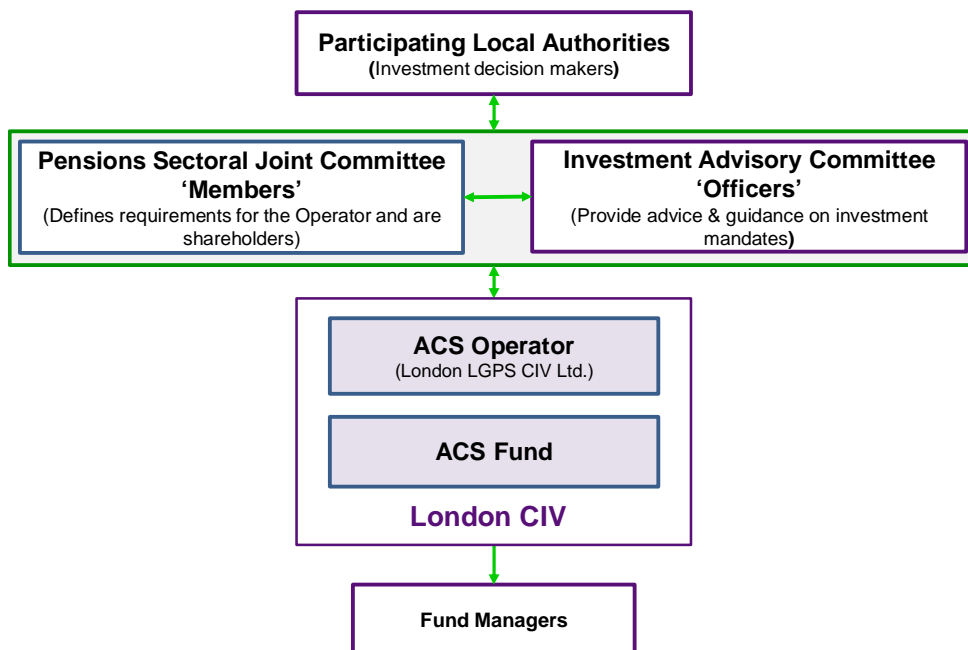 Participating Local Authorities
(Investment decision makers)
Pensions Sectoral Joint Committee
‘Members’
(Defines requirements for the Operator and are
shareholders)
Investment Advisory Committee
‘Officers’
(Provide advice & guidance on investment
mandates)
ACS Operator
(London LGPS CIV Ltd.)
ACS Fund
London CIV
Fund Managers